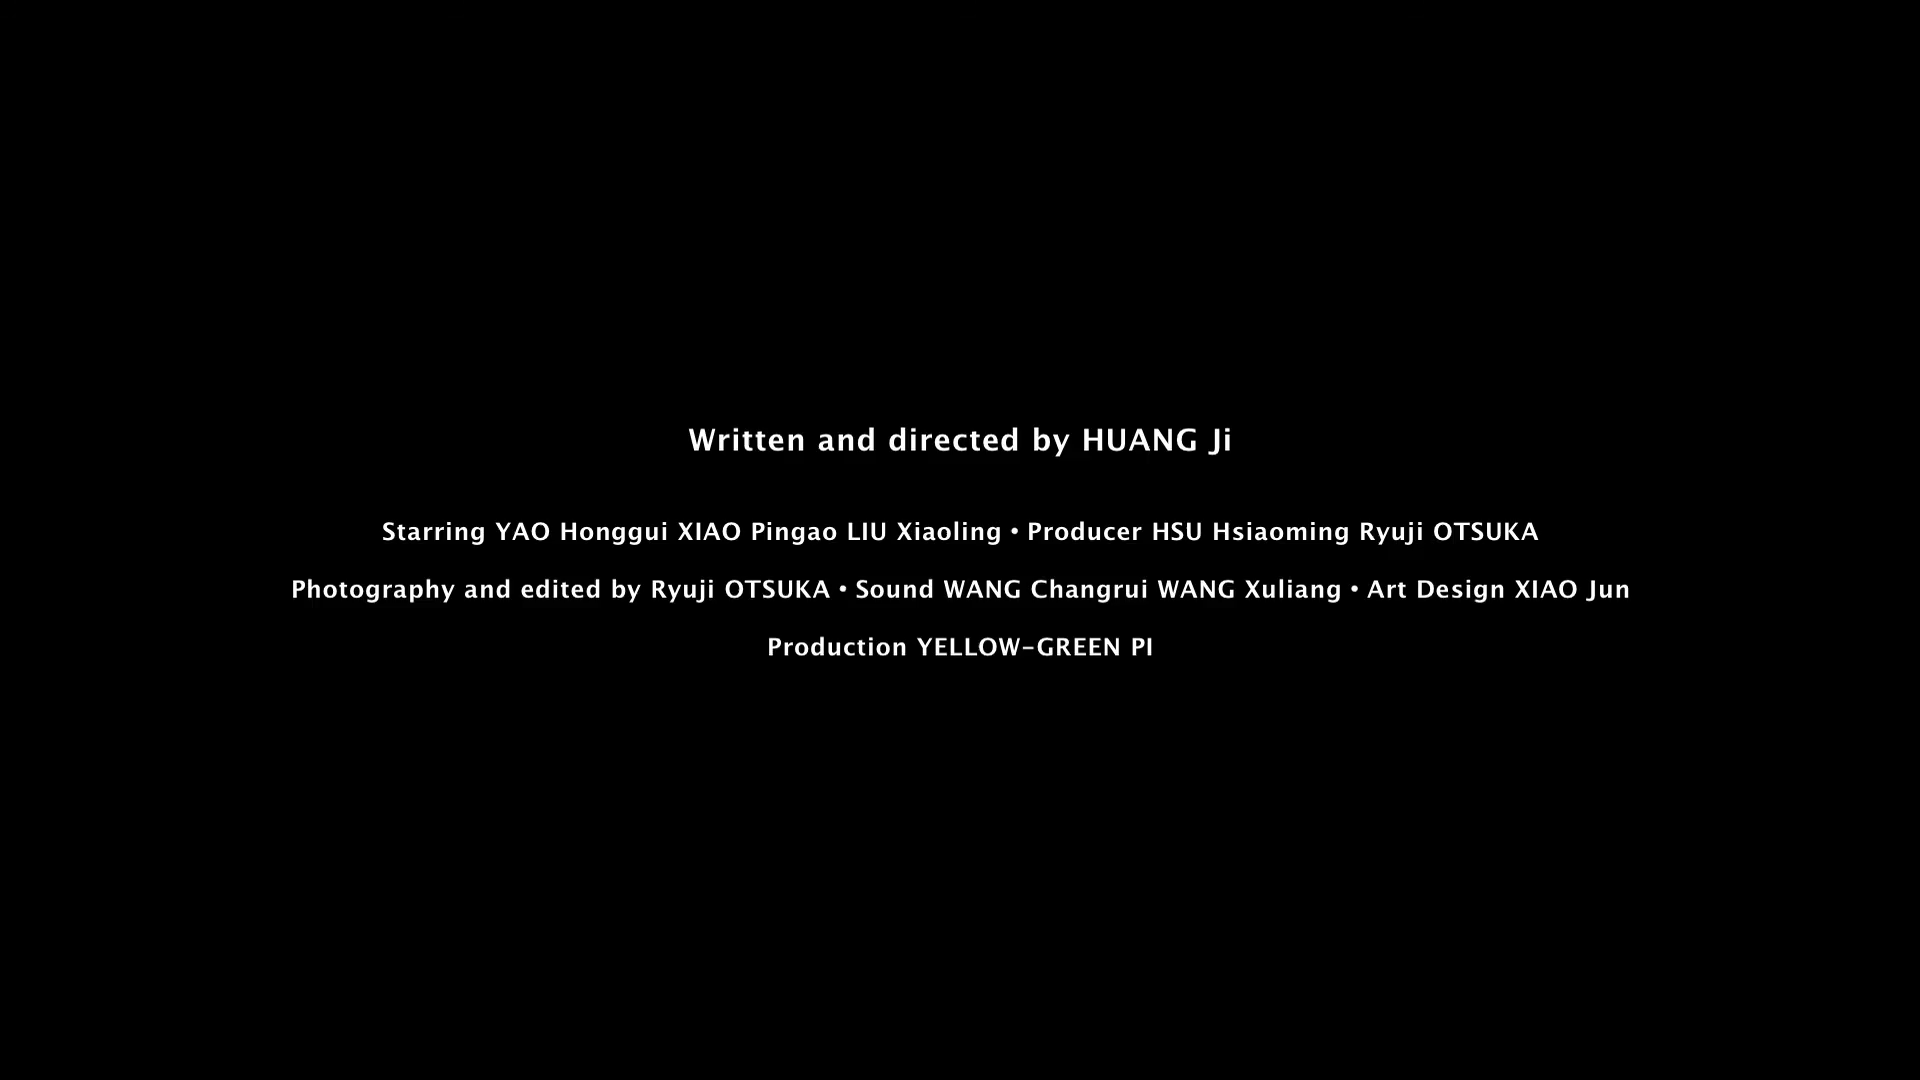 Written and directed by HUANG Ji
Starring YAO Honggui XIAO Pingao LIU Xiaoling • Producer HSU Hsiaoming Ryuji OTSUKA
Photography and edited by Ryuji OTSUKA • Sound WANG Changrui WANG Xuliang • Art Design XIAO Jun
Production YELLOW-GREEN PI